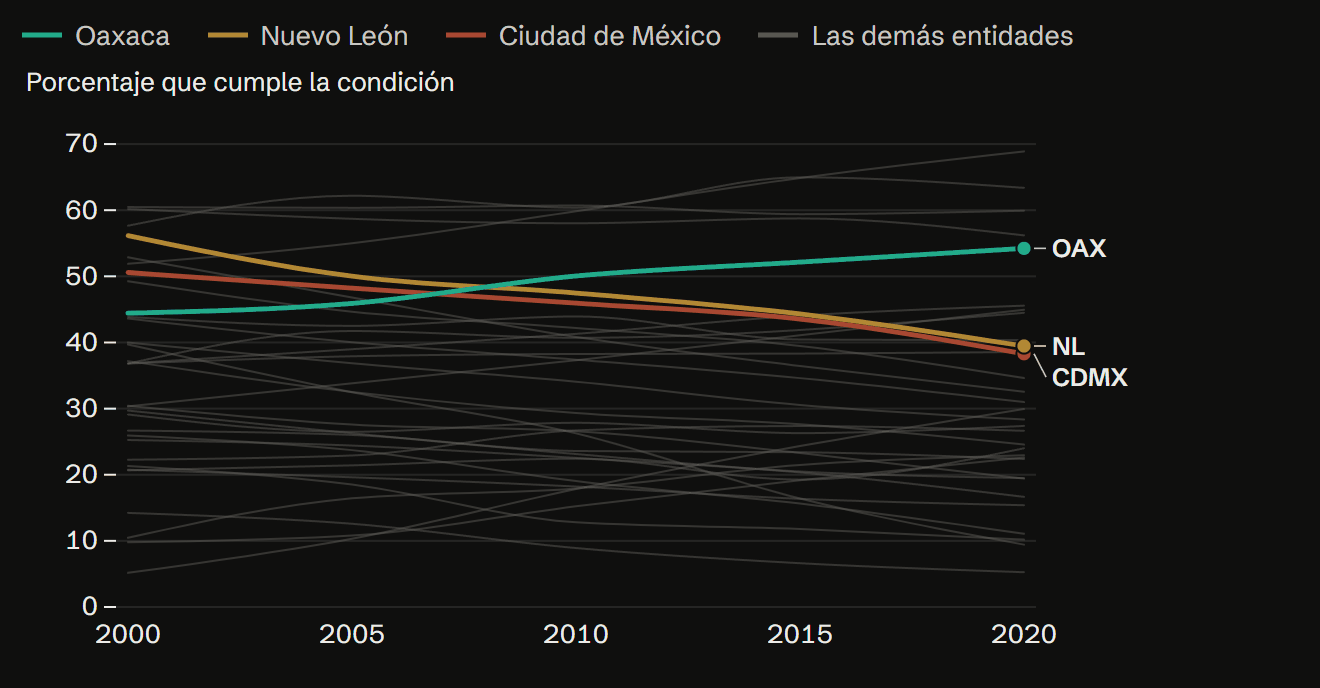 Oaxaca Nuevo León Ciudad de México Las demás entidades
Porcentaje que cumple la condición
70
60
50
40
30
20
10
0
OAX
NL
CDMX
2000 2005 2010 2015 2020